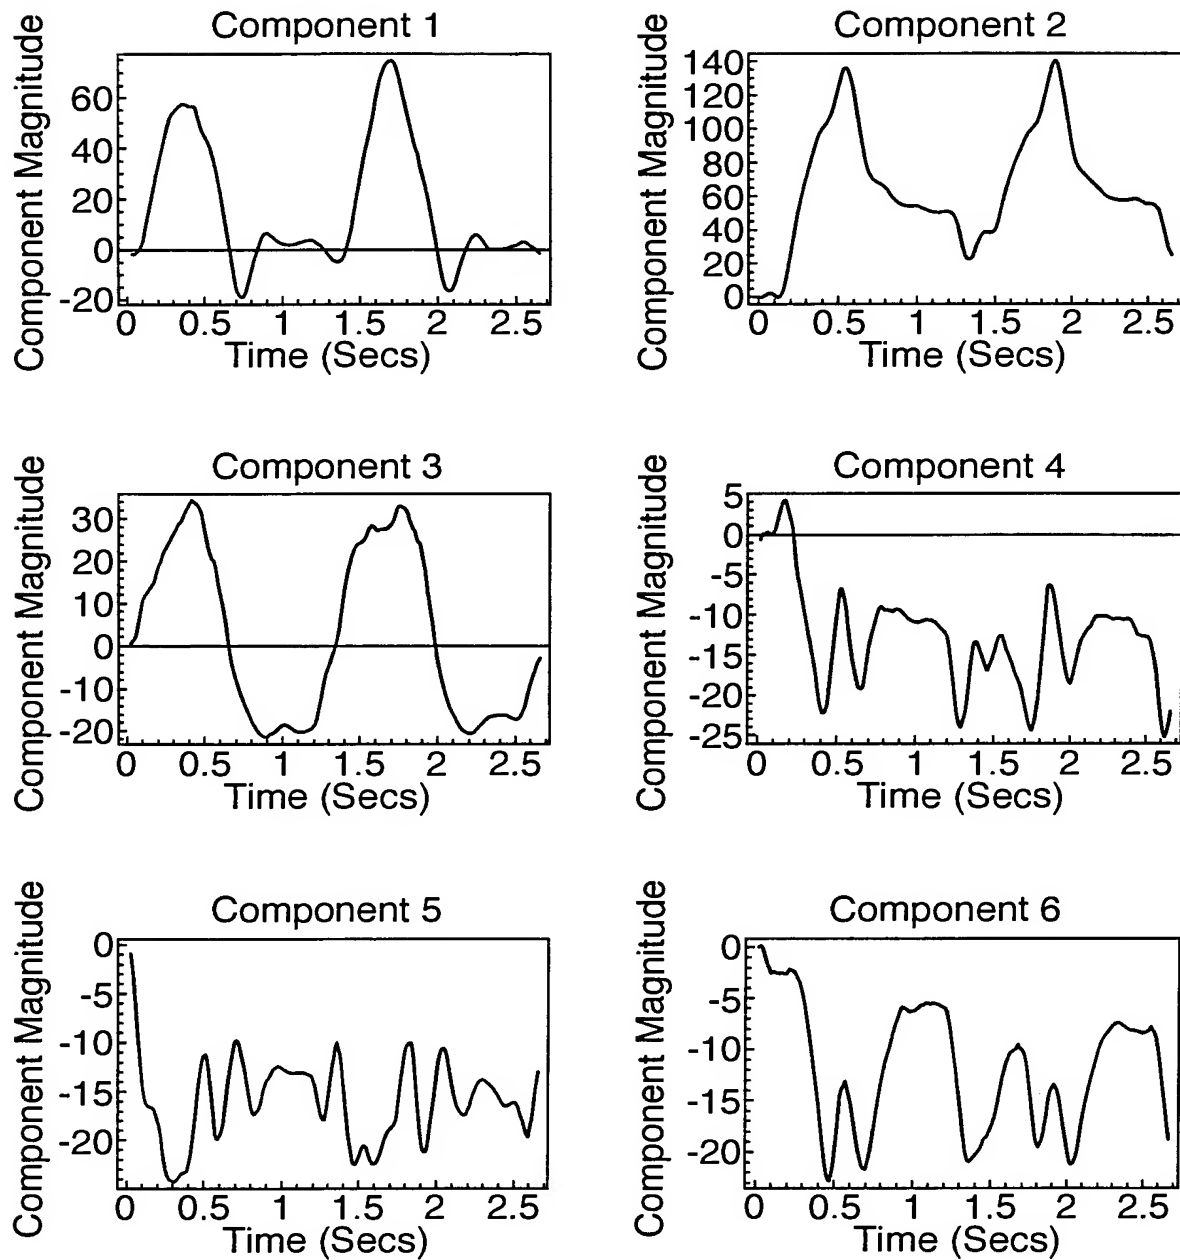 Component 1
Component Magnitude
60
40
20
0
-20
0 0.5 1 1.5 2 2.5
Time (Secs)
Component 2
Component Magnitude
140
120
100
80
60
40
20
0
0 0.5 1 1.5 2 2.5
Time (Secs)
Component 3
Component Magnitude
30
20
10
0
-10
-20
0 0.5 1 1.5 2 2.5
Time (Secs)
Component 4
Component Magnitude
5
0
-5
-10
-15
-20
-25
0 0.5 1 1.5 2 2.5
Time (Secs)
Component 5
Component Magnitude
0
-5
-10
-15
-20
0 0.5 1 1.5 2 2.5
Time (Secs)
Component 6
Component Magnitude
0
-5
-10
-15
-20
0 0.5 1 1.5 2 2.5
Time (Secs)